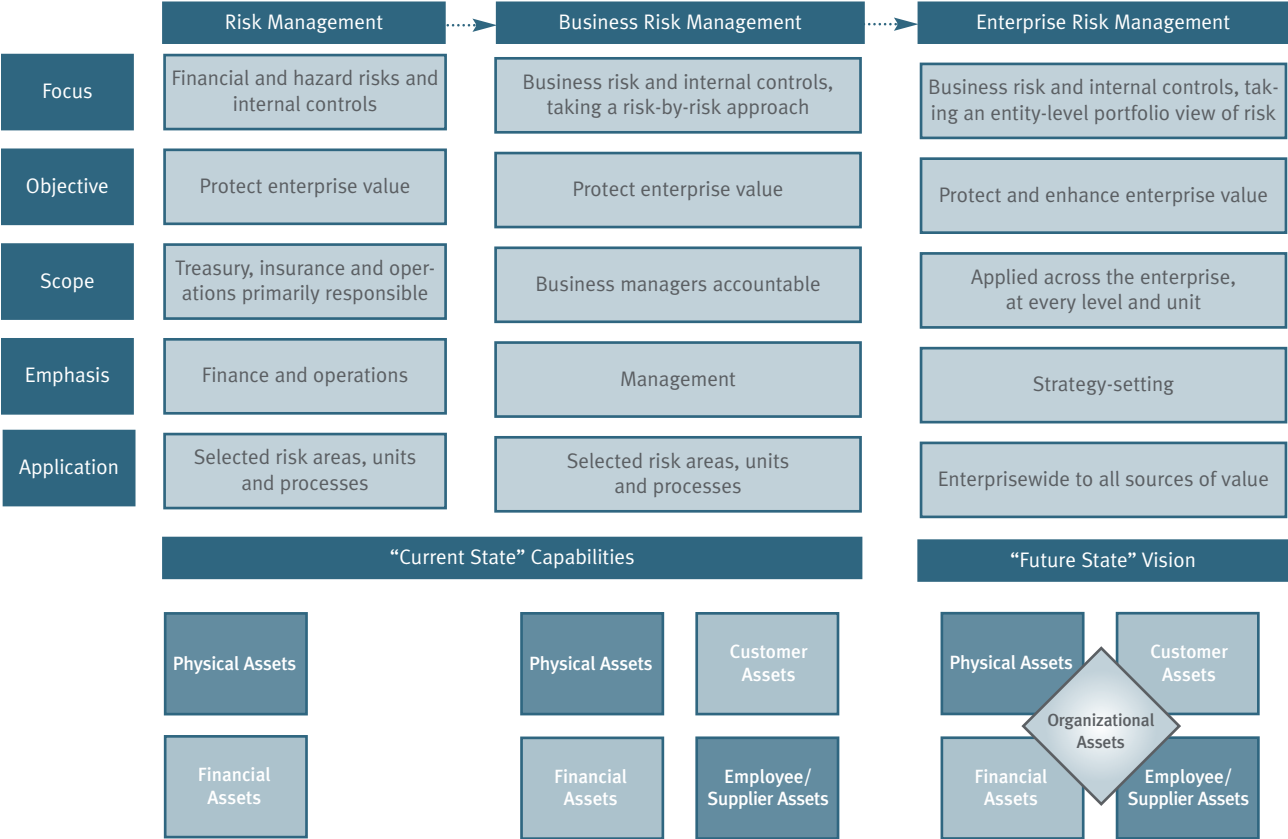 Risk Management
Business Risk Management
Enterprise Risk Management
Focus
Financial and hazard risks and
internal controls
Business risk and internal controls,
taking a risk-by-risk approach
Business risk and internal controls, tak-
ing an entity-level portfolio view of risk
Objective
Protect enterprise value
Protect enterprise value
Protect and enhance enterprise value
Scope
Treasury, insurance and oper-
ations primarily responsible
Business managers accountable
Applied across the enterprise,
at every level and unit
Emphasis
Finance and operations
Management
Strategy-setting
Application
Selected risk areas, units
and processes
Selected risk areas, units
and processes
Enterprisewide to all sources of value
“Current State” Capabilities
“Future State” Vision
Physical Assets
Physical Assets
Customer
Assets
Physical Assets
Customer
Assets
Organizational
Assets
Financial
Assets
Financial
Assets
Employee/
Supplier Assets
Financial
Assets
Employee/
Supplier Assets